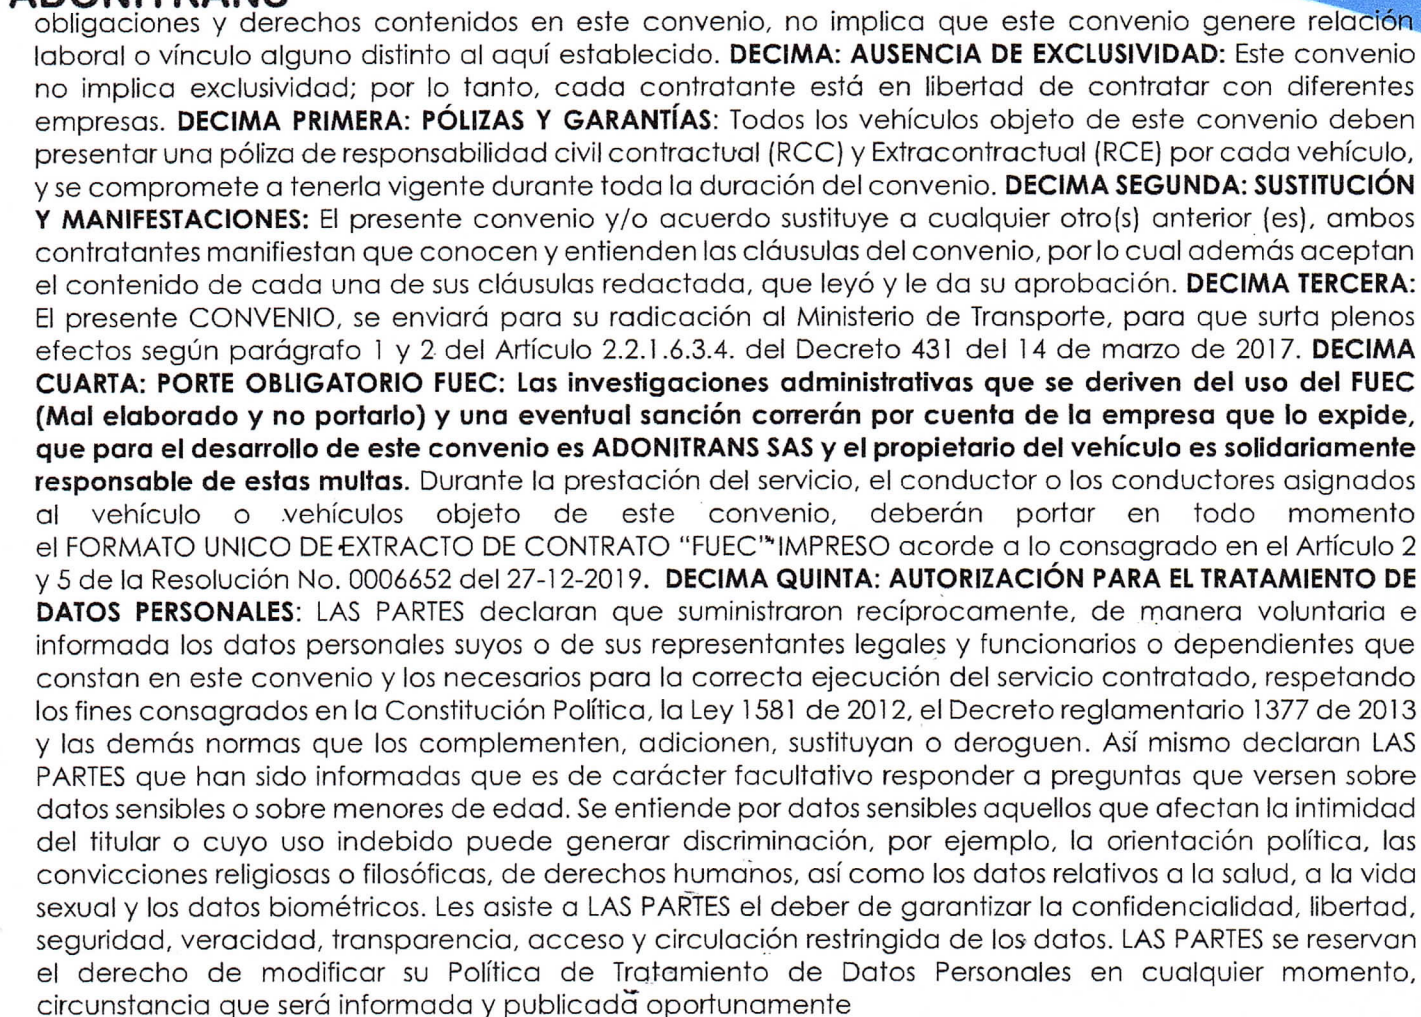 ADONITRANS
obligaciones y derechos contenidos en este convenio, no implica que este convenio genere relación
laboral o vínculo alguno distinto al aquí establecido. DECIMA: AUSENCIA DE EXCLUSIVIDAD: Este convenio
no implica exclusividad; por lo tanto, cada contratante está en libertad de contratar con diferentes
empresas. DECIMA PRIMERA: PÓLIZAS Y GARANTÍAS: Todos los vehículos objeto de este convenio deben
presentar una póliza de responsabilidad civil contractual (RCC) y Extracontractual (RCE) por cada vehículo,
y se compromete a tenerla vigente durante toda la duración del convenio. DECIMA SEGUNDA: SUSTITUCIÓN
Y MANIFESTACIONES: El presente convenio y/o acuerdo sustituye a cualquier otro(s) anterior (es), ambos
contratantes manifiestan que conocen y entienden las cláusulas del convenio, por lo cual además aceptan
el contenido de cada una de sus cláusulas redactada, que leyó y le da su aprobación. DECIMA TERCERA:
El presente CONVENIO, se enviará para su radicación al Ministerio de Transporte, para que surta plenos
efectos según parágrafo 1 y 2 del Artículo 2.2.1.6.3.4. del Decreto 431 del 14 de marzo de 2017. DECIMA
CUARTA: PORTE OBLIGATORIO FUEC: Las investigaciones administrativas que se deriven del uso del FUEC
(Mal elaborado y no portarlo) y una eventual sanción correrán por cuenta de la empresa que lo expide,
que para el desarrollo de este convenio es ADONITRANS SAS y el propietario del vehículo es solidariamente
responsable de estas multas. Durante la prestación del servicio, el conductor o los conductores asignados
al vehículo o vehículos objeto de este convenio, deberán portar en todo momento
el FORMATO UNICO DE EXTRACTO DE CONTRATO "FUEC" IMPRESO acorde a lo consagrado en el Artículo 2
y 5 de la Resolución No. 0006652 del 27-12-2019. DECIMA QUINTA: AUTORIZACIÓN PARA EL TRATAMIENTO DE
DATOS PERSONALES: LAS PARTES declaran que suministraron recíprocamente, de manera voluntaria e
informada los datos personales suyos o de sus representantes legales y funcionarios o dependientes que
constan en este convenio y los necesarios para la correcta ejecución del servicio contratado, respetando
los fines consagrados en la Constitución Política, la Ley 1581 de 2012, el Decreto reglamentario 1377 de 2013
y las demás normas que los complementen, adicionen, sustituyan o deroguen. Así mismo declaran LAS
PARTES que han sido informadas que es de carácter facultativo responder a preguntas que versen sobre
datos sensibles o sobre menores de edad. Se entiende por datos sensibles aquellos que afectan la intimidad
del titular o cuyo uso indebido puede generar discriminación, por ejemplo, la orientación política, las
convicciones religiosas o filosóficas, de derechos humanos, así como los datos relativos a la salud, a la vida
sexual y los datos biométricos. Les asiste a LAS PARTES el deber de garantizar la confidencialidad, libertad,
seguridad, veracidad, transparencia, acceso y circulación restringida de los datos. LAS PARTES se reservan
el derecho de modificar su Política de Tratamiento de Datos Personales en cualquier momento,
circunstancia que será informada y publicada oportunamente